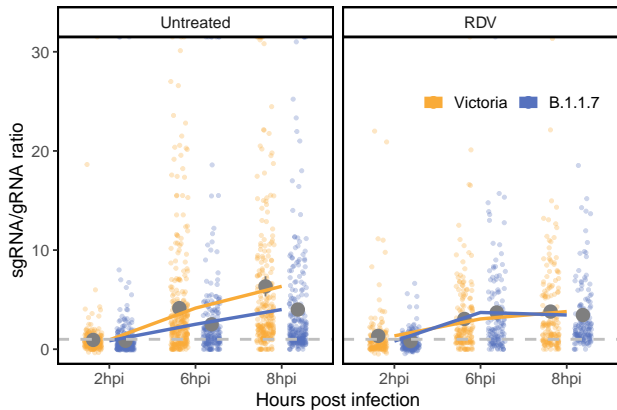 Untreated RDV
30
20
10
0
sgRNA/gRNA ratio
Victoria B.1.1.7
2hpi 6hpi 8hpi 2hpi 6hpi 8hpi
Hours post infection